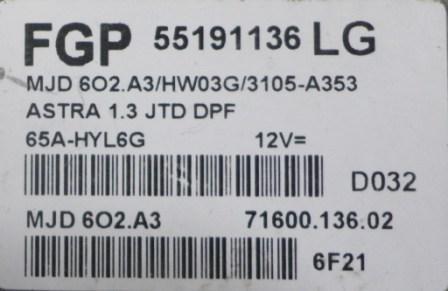 FGP 55191136 LG
MJD 6O2.A3/HW03G/3105-A353
ASTRA 1.3 JTD DPF
65A-HYL6G 12V=
D032
MJD 6O2.A3 71600.136.02
6F21